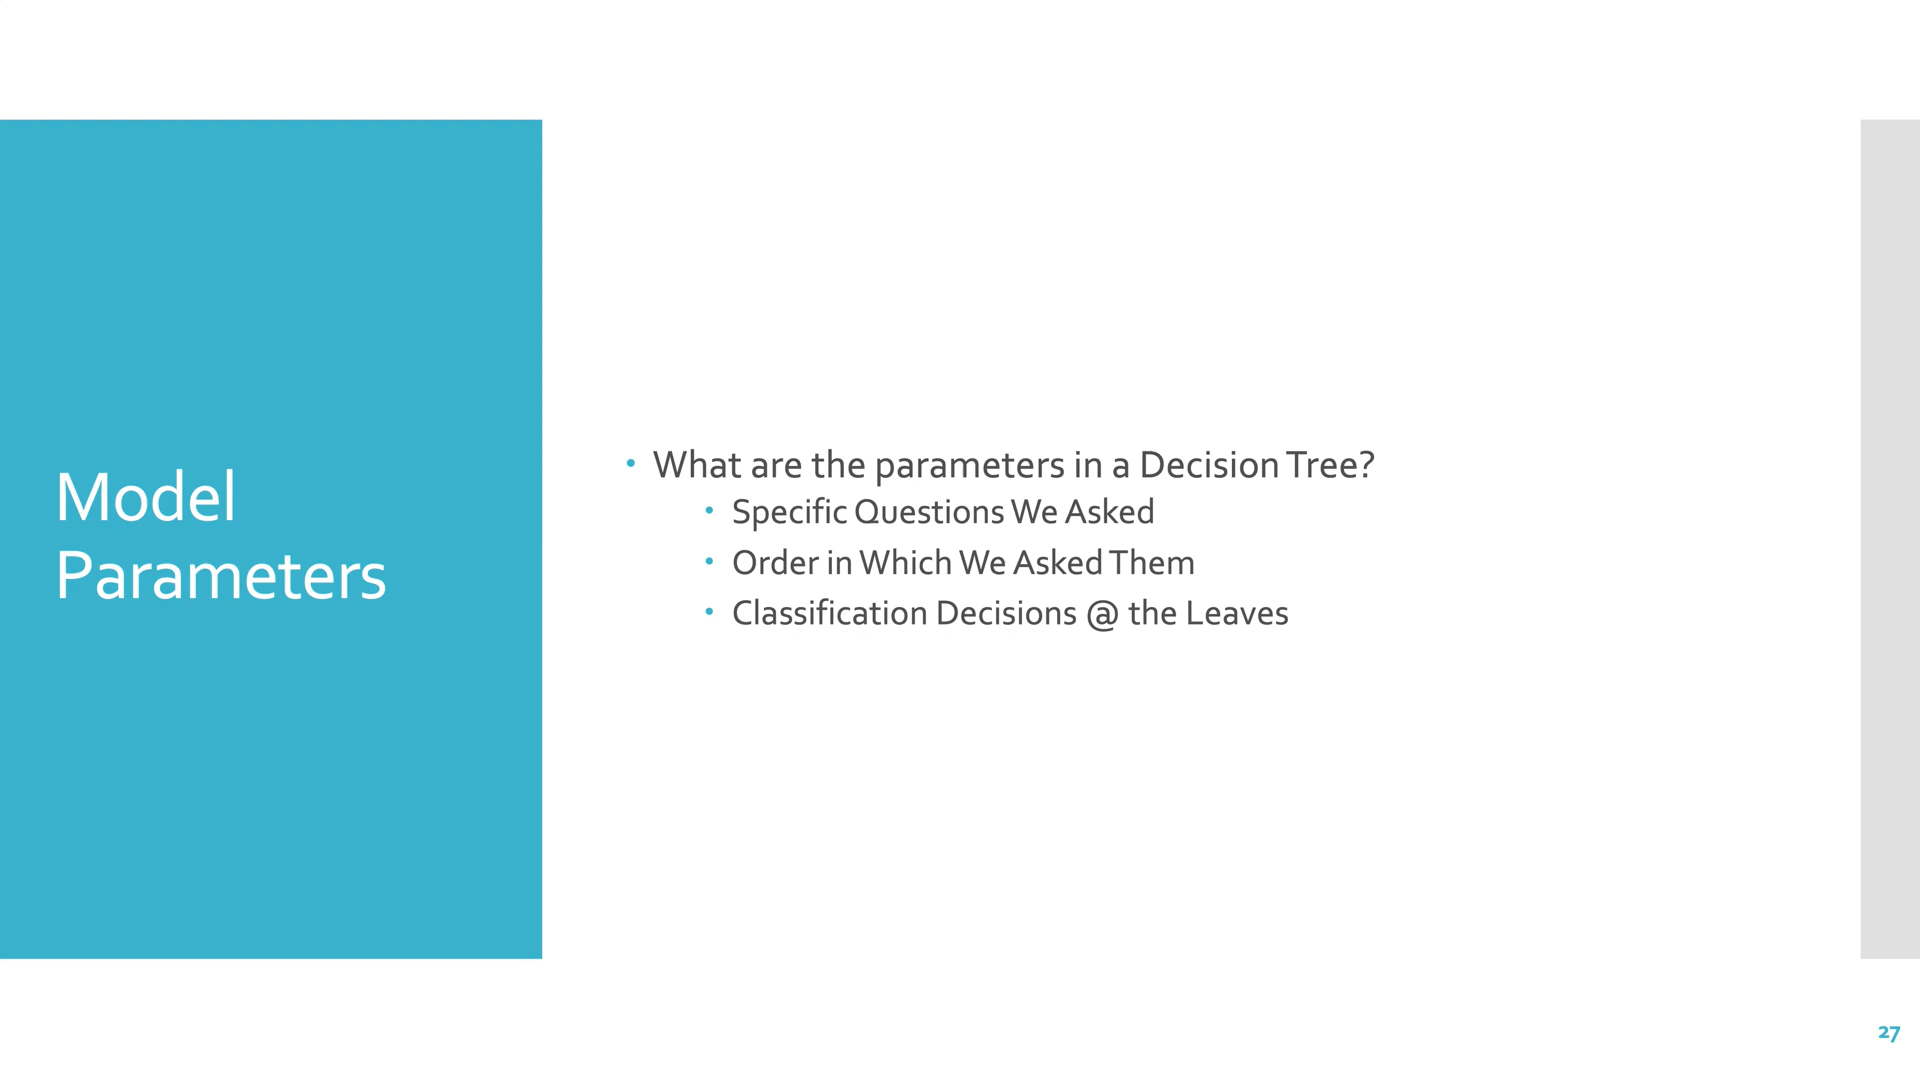 Model
Parameters
• What are the parameters in a Decision Tree?
• Specific Questions We Asked
• Order in Which We Asked Them
• Classification Decisions @ the Leaves
27